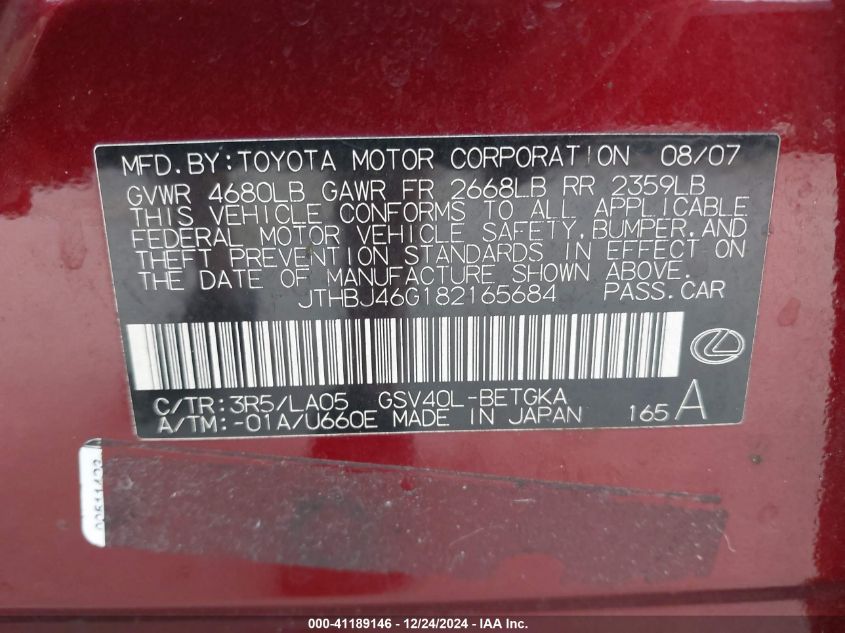 MFD.BY:TOYOTA MOTOR CORPORATION 08/07
GVWR 4680LB GAWR FR 2668LB RR 2359LB
THIS VEHICLE CONFORMS TO ALL APPLICABLE
FEDERAL MOTOR VEHICLE SAFETY,BUMPER,AND
THEFT PREVENTION STANDARDS IN EFFECT ON
THE DATE OF MANUFACTURE SHOWN ABOVE.
JTHBJ46G182165684 PASS.CAR
C/TR:3R5/LA05 GSV40L-BETGKA
A/TM:-01A/U660E MADE IN JAPAN 165 A
000-41189146 - 12/24/2024 - IAA, Inc.